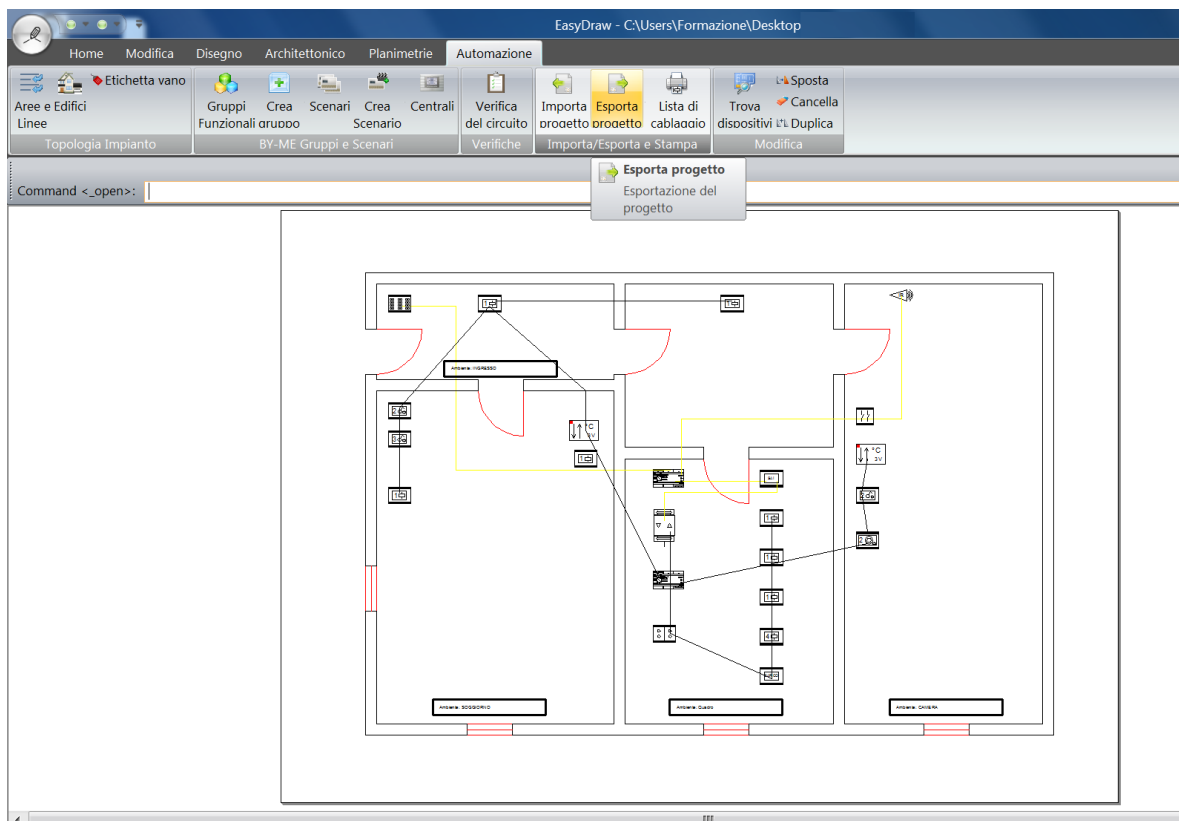 EasyDraw - C:\Users\Formazione\Desktop
Home Modifica Disegno Architettonico Planimetrie Automazione
Aree e Linee
Edifici
Etichetta vano
Gruppi Funzionali
Crea gruppo
Scenari
Crea Scenario
Centrali
Verifica del circuito
Importa progetto
Esporta progetto
Lista di cablaggio
Trova dispositivi
Sposta
Cancella
Duplica
Topologia Impianto
BY-ME Gruppi e Scenari
Verifiche
Importa/Esporta e Stampa
Modifica
Esporta progetto
Esportazione del
progetto
Command <_open>:
Ambiente: INGRESSO
°C
3V
°C
3V
Ambiente: SOGGIORNO
Ambiente: Quadro
Ambiente: CAMERA